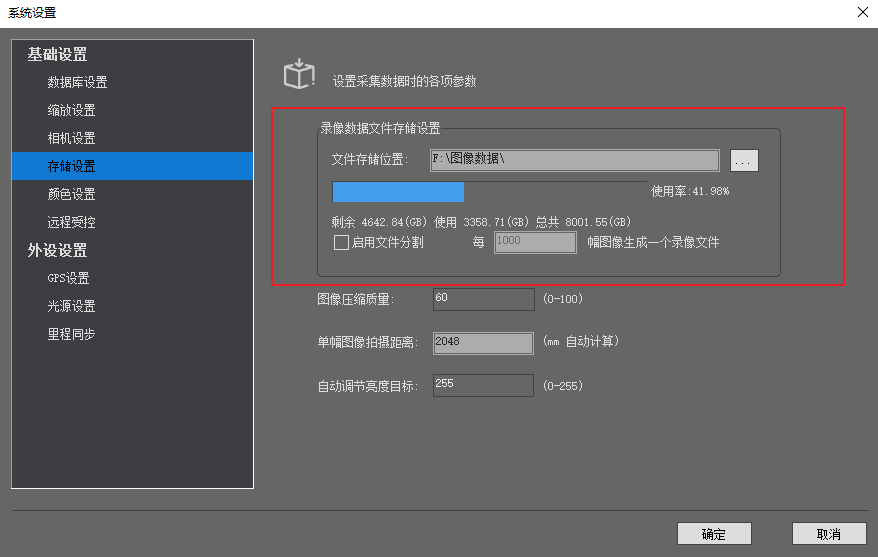 系统设置
基础设置
数据库设置
缩放设置
相机设置
存储设置
颜色设置
远程受控
外设设置
GPS设置
光源设置
里程同步
设置采集数据时的各项参数
录像数据文件存储设置
文件存储位置: F:\图像数据\ ...
使用率:41.98%
剩余 4642.84(GB) 使用 3358.71(GB) 总共 8001.55(GB)
启用文件分割 每 1000 幅图像生成一个录像文件
图像压缩质量: 60 (0-100)
单幅图像拍摄距离: 2048 (mm 自动计算)
自动调节亮度目标: 255 (0-255)
确定 取消